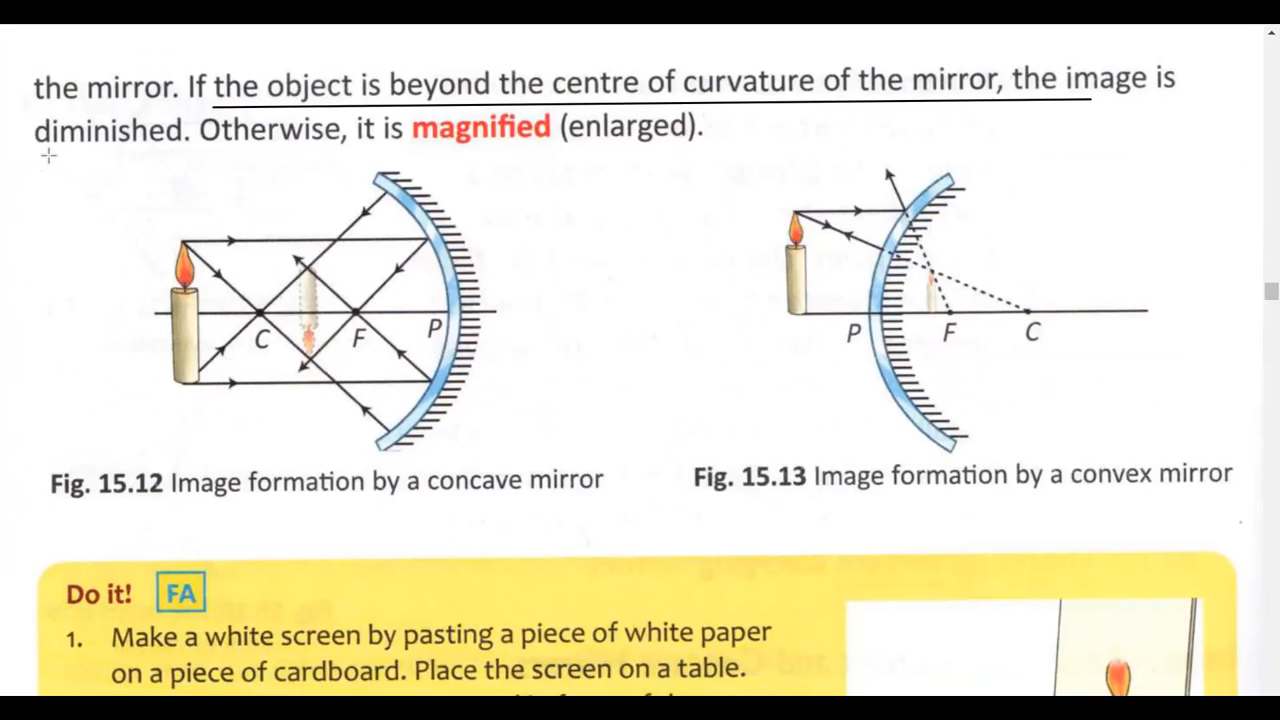 the mirror. If the object is beyond the centre of curvature of the mirror, the image is
diminished. Otherwise, it is magnified (enlarged).
C
F
P
P
F
C
Fig. 15.12 Image formation by a concave mirror
Fig. 15.13 Image formation by a convex mirror
Do it! FA
1. Make a white screen by pasting a piece of white paper
on a piece of cardboard. Place the screen on a table.